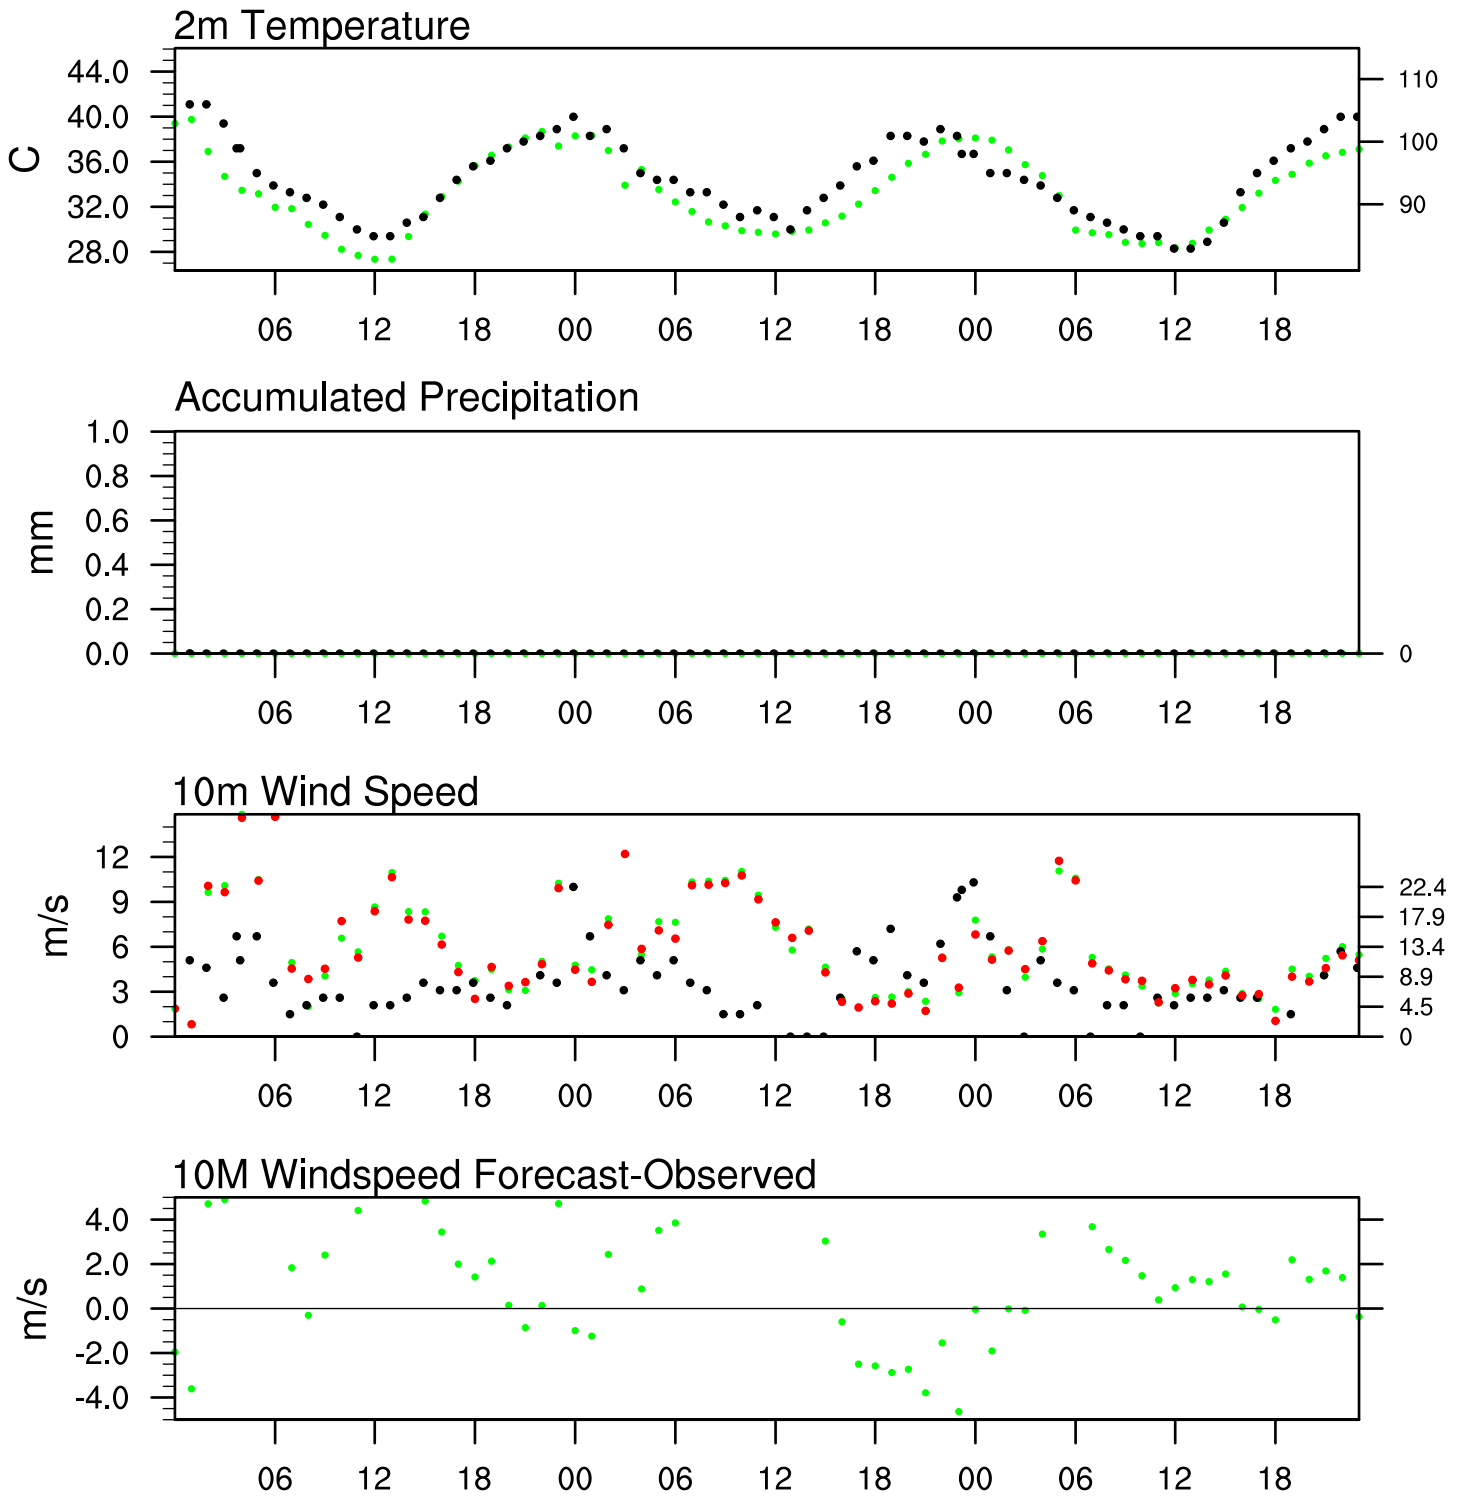 2m Temperature
44.0
40.0
36.0
32.0
28.0
C
110
100
90
06 12 18 00 06 12 18 00 06 12 18
Accumulated Precipitation
1.0
0.8
0.6
0.4
0.2
0.0
mm
0
06 12 18 00 06 12 18 00 06 12 18
10m Wind Speed
12
9
6
3
0
m/s
22.4
17.9
13.4
8.9
4.5
0
06 12 18 00 06 12 18 00 06 12 18
10M Windspeed Forecast-Observed
4.0
2.0
0.0
-2.0
-4.0
m/s
06 12 18 00 06 12 18 00 06 12 18